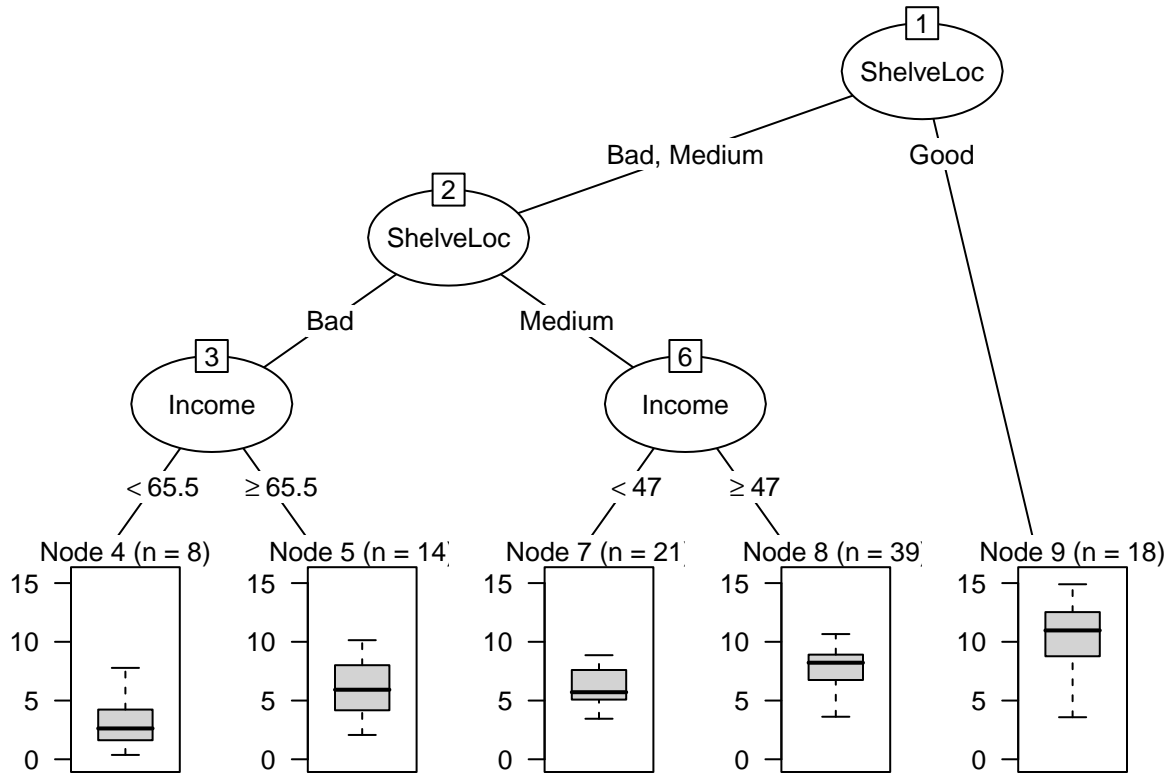 1
ShelveLoc
Bad, Medium
Good
2
ShelveLoc
Bad
Medium
3
Income
6
Income
< 65.5
≥ 65.5
< 47
≥ 47
Node 4 (n = 8)
Node 5 (n = 14)
Node 7 (n = 21)
Node 8 (n = 39)
Node 9 (n = 18)
15
10
5
0
15
10
5
0
15
10
5
0
15
10
5
0
15
10
5
0